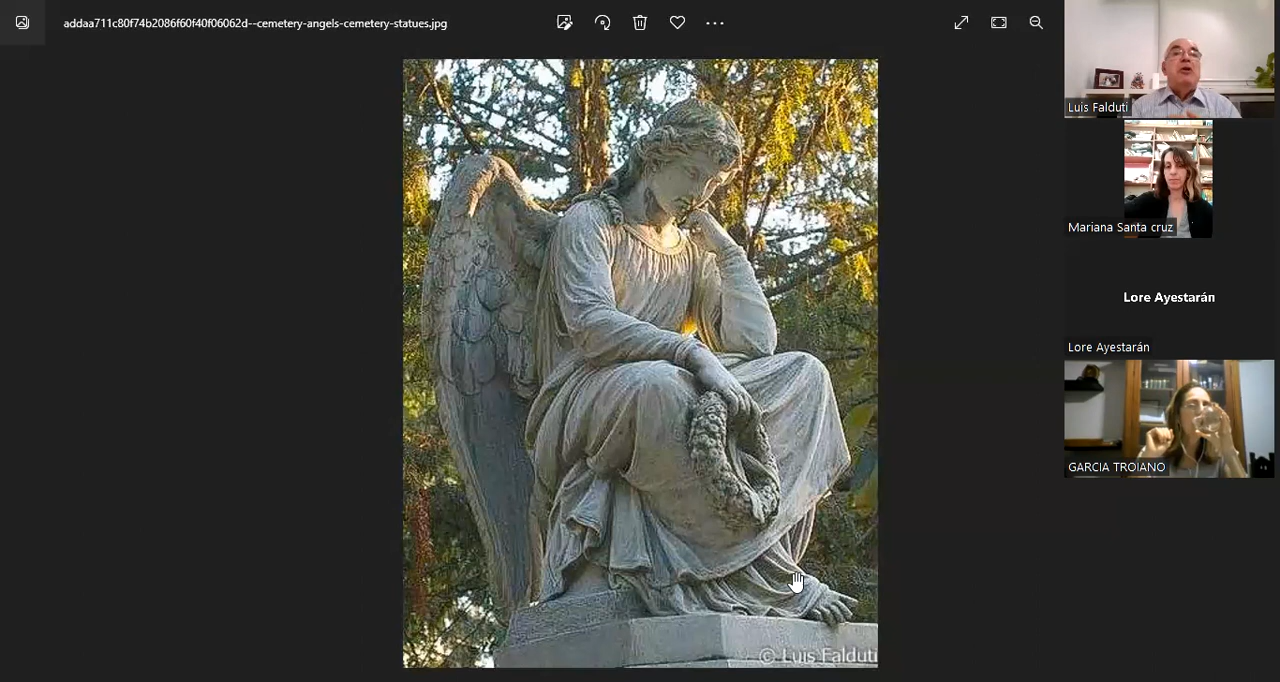 addaa711c80f74b2086f60f40f06062d--cemetery-angels-cemetery-statues.jpg
Luis Falduti
Mariana Santa cruz
Lore Ayestarán
Lore Ayestarán
GARCIA TROIANO
© Luis Falduti